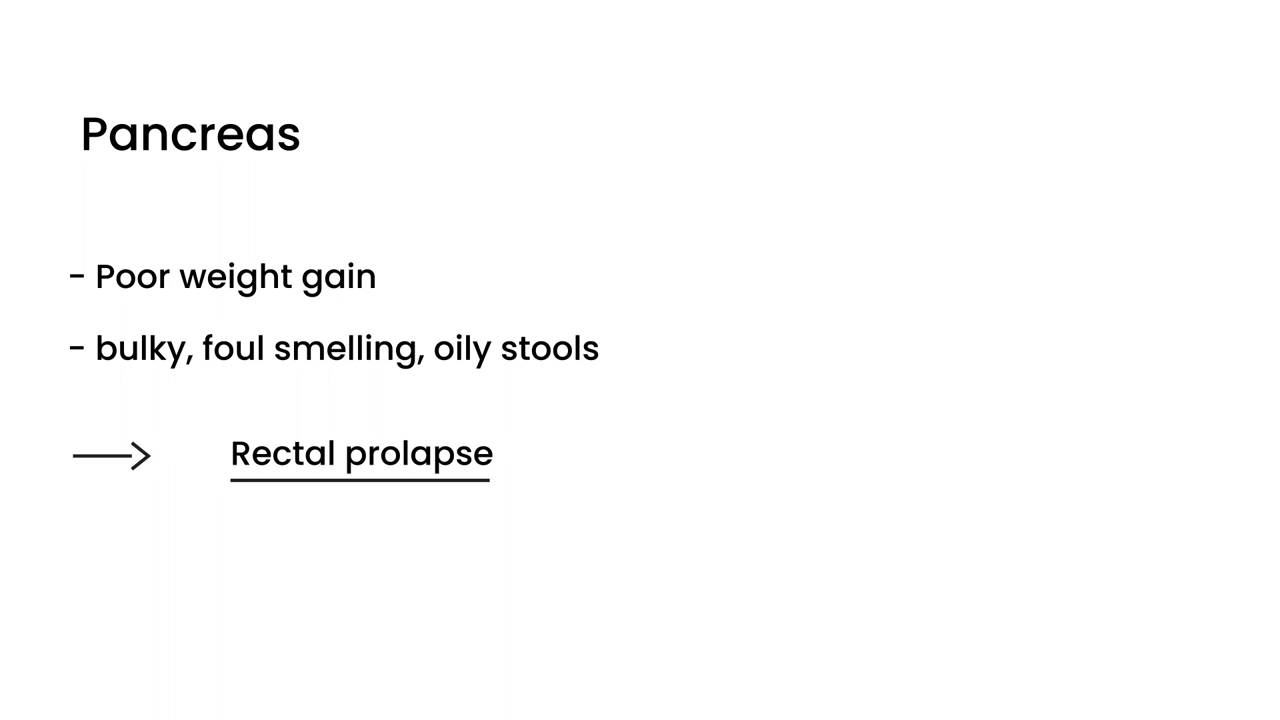 Pancreas
- Poor weight gain
- bulky, foul smelling, oily stools
Rectal prolapse